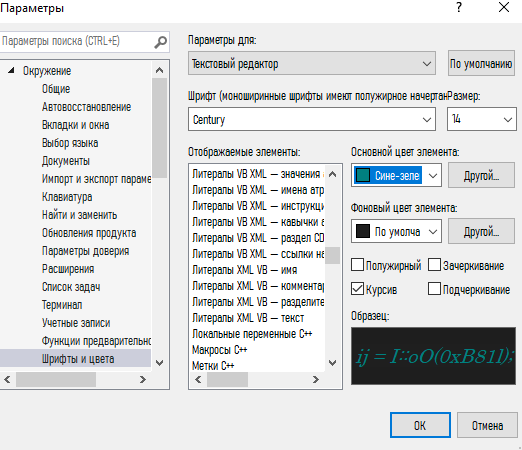 Параметры
?
Параметры поиска (CTRL+E)
Окружение
Общие
Автовосстановление
Вкладки и окна
Выбор языка
Документы
Импорт и экспорт параме
Клавиатура
Найти и заменить
Обновления продукта
Параметры доверия
Расширения
Список задач
Терминал
Учетные записи
Функции предварительно
Шрифты и цвета
Параметры для:
Текстовый редактор
По умолчанию
Шрифт (моноширинные шрифты имеют полужирное начертан
Размер:
Century
14
Отображаемые элементы:
Литералы VB XML — значения
Литералы VB XML — имена атр
Литералы VB XML — инструкци
Литералы VB XML — кавычки а
Литералы VB XML — раздел CD
Литералы VB XML — ссылки на
Литералы XML VB — имя
Литералы XML VB — комментар
Литералы XML VB — разделите
Литералы XML VB — текст
Локальные переменные C++
Макросы C++
Метки C++
Основной цвет элемента:
Сине-зеле
Другой...
Фоновый цвет элемента:
По умолча
Другой...
Полужирный
Зачеркивание
Курсив
Подчеркивание
Образец:
ij = I::oO(0xB81l);
ОК
Отмена